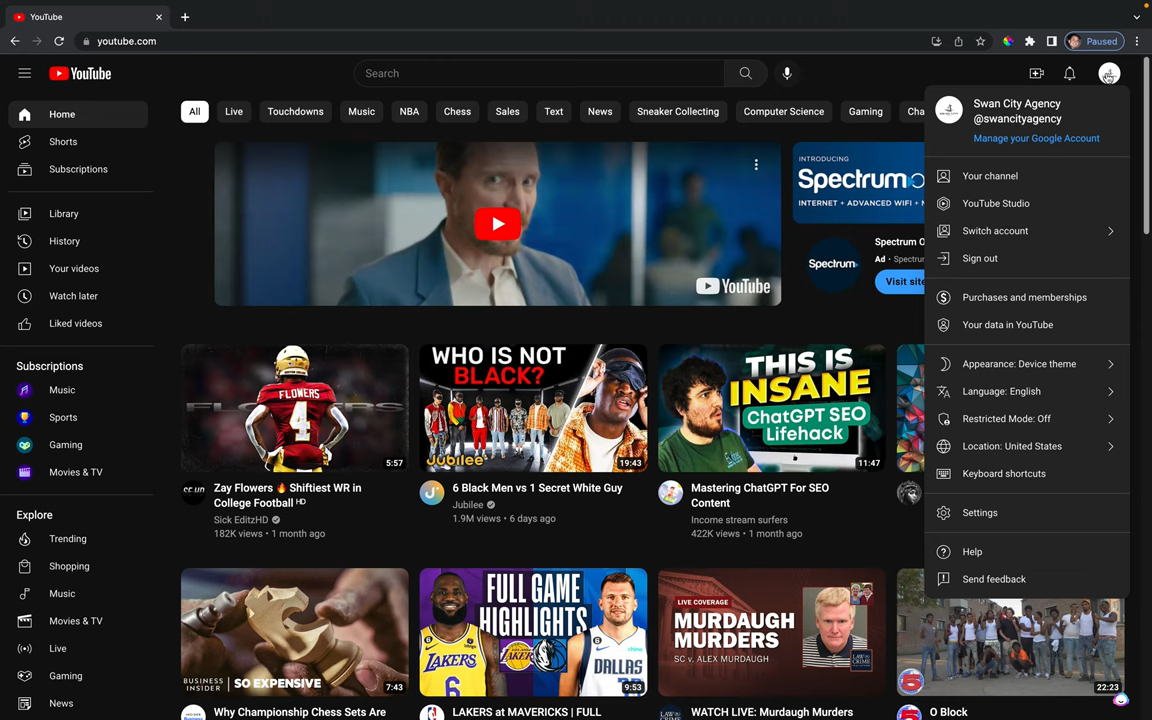 YouTube
youtube.com
Paused
YouTube
Search
Home
Shorts
Subscriptions
Library
History
Your videos
Watch later
Liked videos
Subscriptions
Music
Sports
Gaming
Movies & TV
Explore
Trending
Shopping
Music
Movies & TV
Live
Gaming
News
All
Live
Touchdowns
Music
NBA
Chess
Sales
Text
News
Sneaker Collecting
Computer Science
Gaming
Cha
YouTube
INTRODUCING
Spectrum
INTERNET + ADVANCED WIFI +
Spectrum
Spectrum O
Ad • Spectru
Visit site
FLOWERS
4
5:57
Zay Flowers 🔥 Shiftiest WR in
College Football ᴴᴰ
Sick EditzHD
182K views • 1 month ago
WHO IS NOT
BLACK?
Jubilee
19:43
6 Black Men vs 1 Secret White Guy
Jubilee
1.9M views • 6 days ago
THIS IS
INSANE
ChatGPT SEO
Lifehack
11:47
Mastering ChatGPT For SEO
Content
Income stream surfers
422K views • 1 month ago
BUSINESS
INSIDER
SO EXPENSIVE
7:43
Why Championship Chess Sets Are
FULL GAME
HIGHLIGHTS
LAKERS
6
DALLAS
9:53
LAKERS at MAVERICKS | FULL
LIVE COVERAGE
MURDAUGH
MURDERS
SC v. ALEX MURDAUGH
LAW&
CRIME
WATCH LIVE: Murdaugh Murders
22:23
O Block
Swan City Agency
@swancityagency
Manage your Google Account
Your channel
YouTube Studio
Switch account
Sign out
Purchases and memberships
Your data in YouTube
Appearance: Device theme
Language: English
Restricted Mode: Off
Location: United States
Keyboard shortcuts
Settings
Help
Send feedback